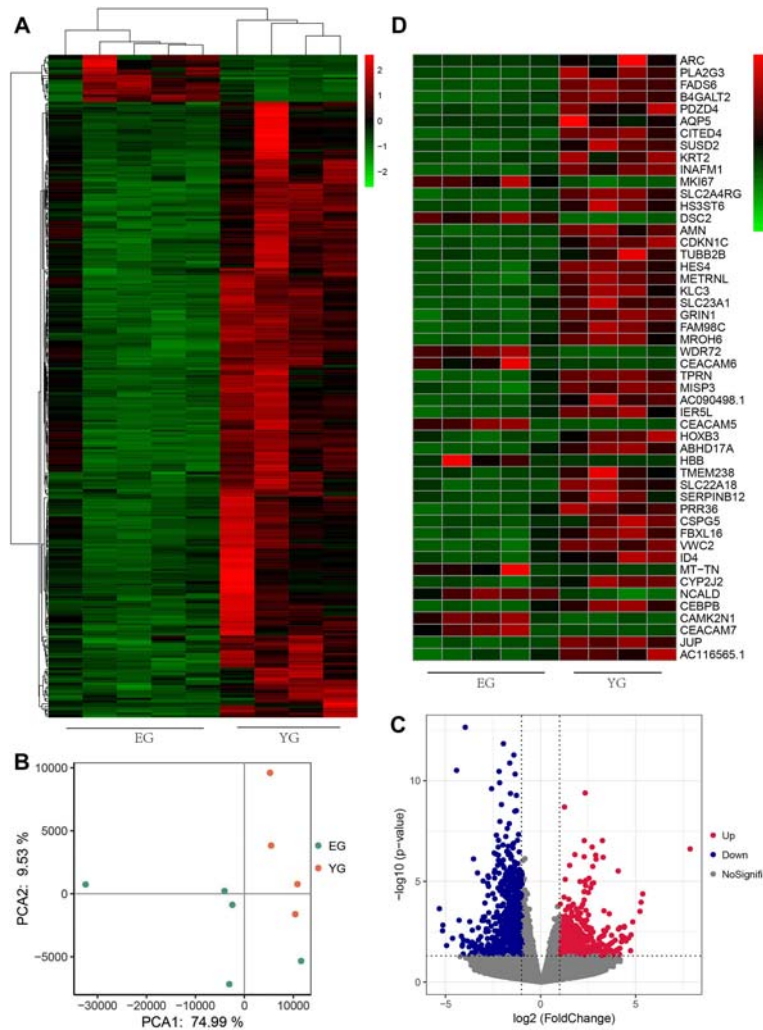 A
2
1
0
−1
−2
EG
YG
D
ARC
PLA2G3
FADS6
B4GALT2
PDZD4
AQP5
CITED4
SUSD2
KRT2
INAFM1
MKI67
SLC2A4RG
HS3ST6
DSC2
AMN
CDKN1C
TUBB2B
HES4
METRNL
KLC3
SLC23A1
GRIN1
FAM98C
MROH6
WDR72
CEACAM6
TPRN
MISP3
AC090498.1
IER5L
CEACAM5
HOXB3
ABHD17A
HBB
TMEM238
SLC22A18
SERPINB12
PRR36
CSPG5
FBXL16
VWC2
ID4
MT-TN
CYP2J2
NCALD
CEBPB
CAMK2N1
CEACAM7
JUP
AC116565.1
EG
YG
B
10000
5000
0
−5000
PCA2: 9.53 %
−30000
−20000
−10000
0
10000
PCA1: 74.99 %
EG
YG
C
10
5
0
−log10 (p-value)
−5
0
5
log2 (FoldChange)
Up
Down
NoSignifi